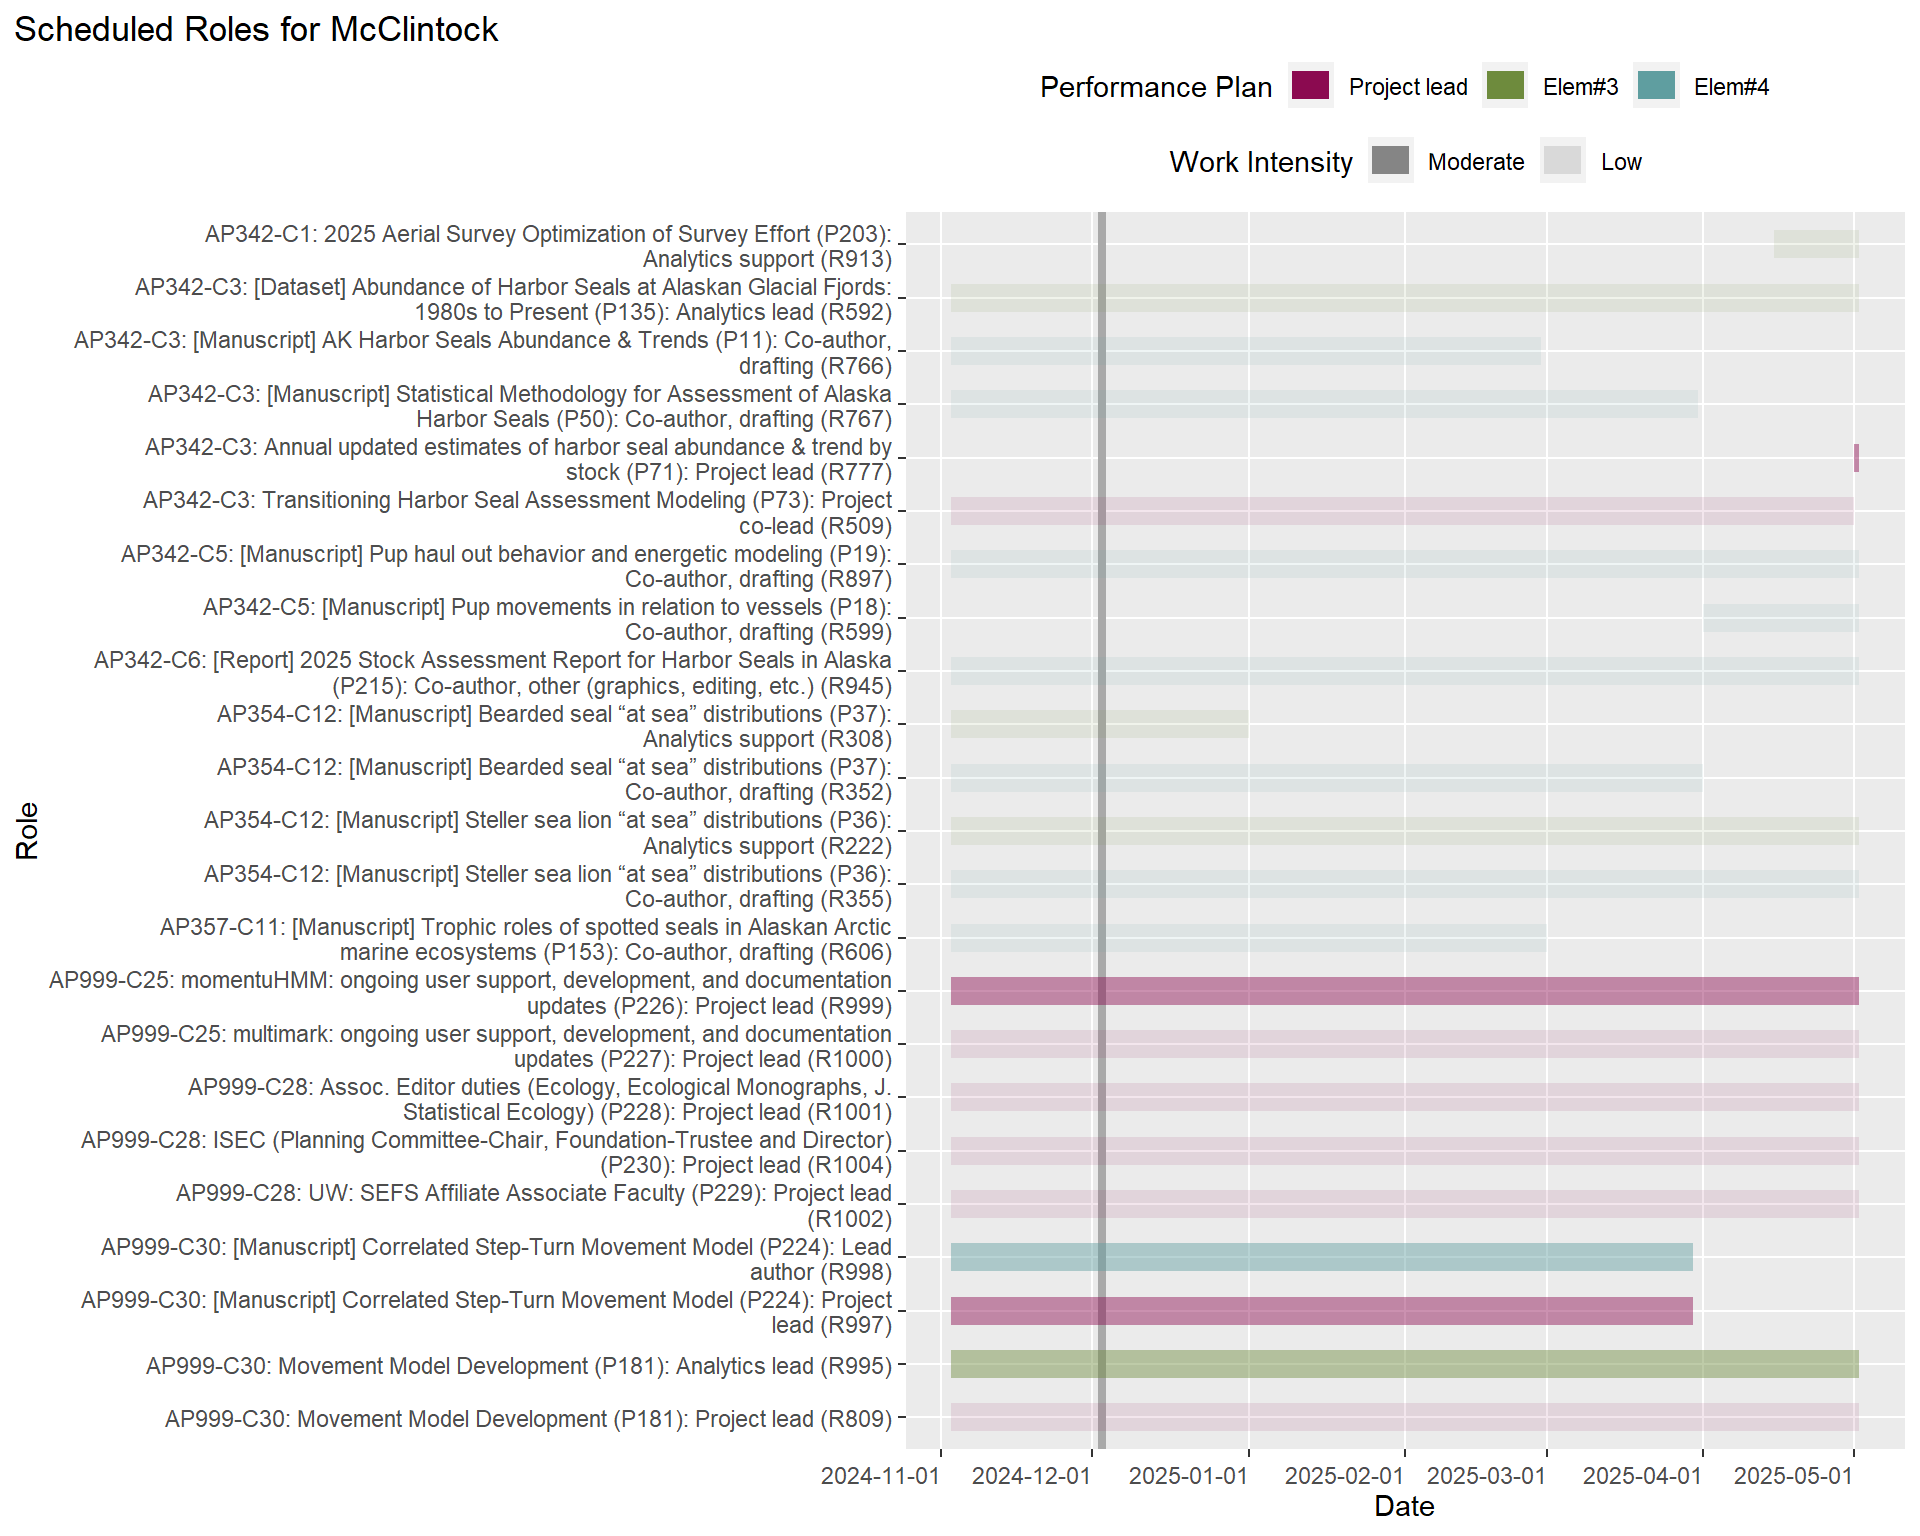 Scheduled Roles for McClintock
Performance Plan Project lead Elem#3 Elem#4
Work Intensity Moderate Low
AP342-C1: 2025 Aerial Survey Optimization of Survey Effort (P203):
Analytics support (R913)
AP342-C3: [Dataset] Abundance of Harbor Seals at Alaskan Glacial Fjords:
1980s to Present (P135): Analytics lead (R592)
AP342-C3: [Manuscript] AK Harbor Seals Abundance & Trends (P11): Co-author,
drafting (R766)
AP342-C3: [Manuscript] Statistical Methodology for Assessment of Alaska
Harbor Seals (P50): Co-author, drafting (R767)
AP342-C3: Annual updated estimates of harbor seal abundance & trend by
stock (P71): Project lead (R777)
AP342-C3: Transitioning Harbor Seal Assessment Modeling (P73): Project
co-lead (R509)
AP342-C5: [Manuscript] Pup haul out behavior and energetic modeling (P19):
Co-author, drafting (R897)
AP342-C5: [Manuscript] Pup movements in relation to vessels (P18):
Co-author, drafting (R599)
AP342-C6: [Report] 2025 Stock Assessment Report for Harbor Seals in Alaska
(P215): Co-author, other (graphics, editing, etc.) (R945)
AP354-C12: [Manuscript] Bearded seal “at sea” distributions (P37):
Analytics support (R308)
AP354-C12: [Manuscript] Bearded seal “at sea” distributions (P37):
Co-author, drafting (R352)
AP354-C12: [Manuscript] Steller sea lion “at sea” distributions (P36):
Analytics support (R222)
AP354-C12: [Manuscript] Steller sea lion “at sea” distributions (P36):
Co-author, drafting (R355)
AP357-C11: [Manuscript] Trophic roles of spotted seals in Alaskan Arctic
marine ecosystems (P153): Co-author, drafting (R606)
AP999-C25: momentuHMM: ongoing user support, development, and documentation
updates (P226): Project lead (R999)
AP999-C25: multimark: ongoing user support, development, and documentation
updates (P227): Project lead (R1000)
AP999-C28: Assoc. Editor duties (Ecology, Ecological Monographs, J.
Statistical Ecology) (P228): Project lead (R1001)
AP999-C28: ISEC (Planning Committee-Chair, Foundation-Trustee and Director)
(P230): Project lead (R1004)
AP999-C28: UW: SEFS Affiliate Associate Faculty (P229): Project lead
(R1002)
AP999-C30: [Manuscript] Correlated Step-Turn Movement Model (P224): Lead
author (R998)
AP999-C30: [Manuscript] Correlated Step-Turn Movement Model (P224): Project
lead (R997)
AP999-C30: Movement Model Development (P181): Analytics lead (R995)
AP999-C30: Movement Model Development (P181): Project lead (R809)
Role
2024-11-01 2024-12-01 2025-01-01 2025-02-01 2025-03-01 2025-04-01 2025-05-01
Date